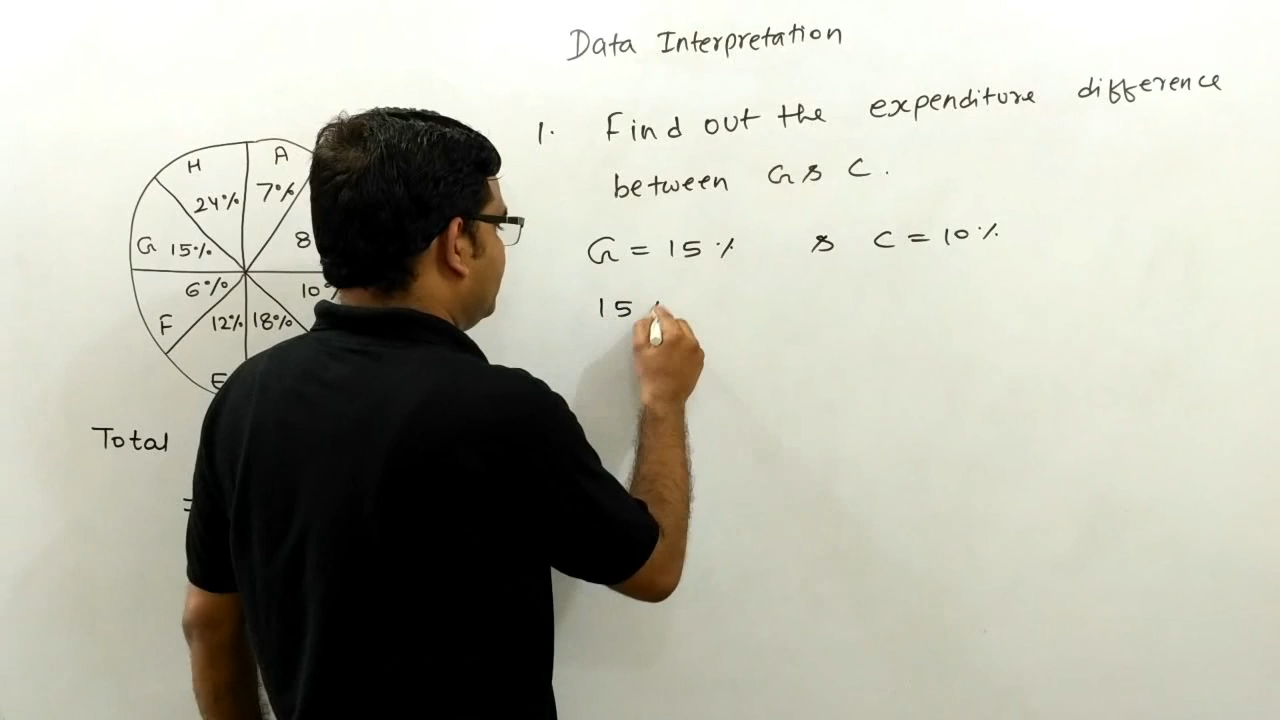 Data Interpretation
1. Find out the expenditure difference
between G & C.
G = 15% & C = 10%
15
H A
24% 7%
G 15% 8
6% 10
F 12% 18%
E
Total
=